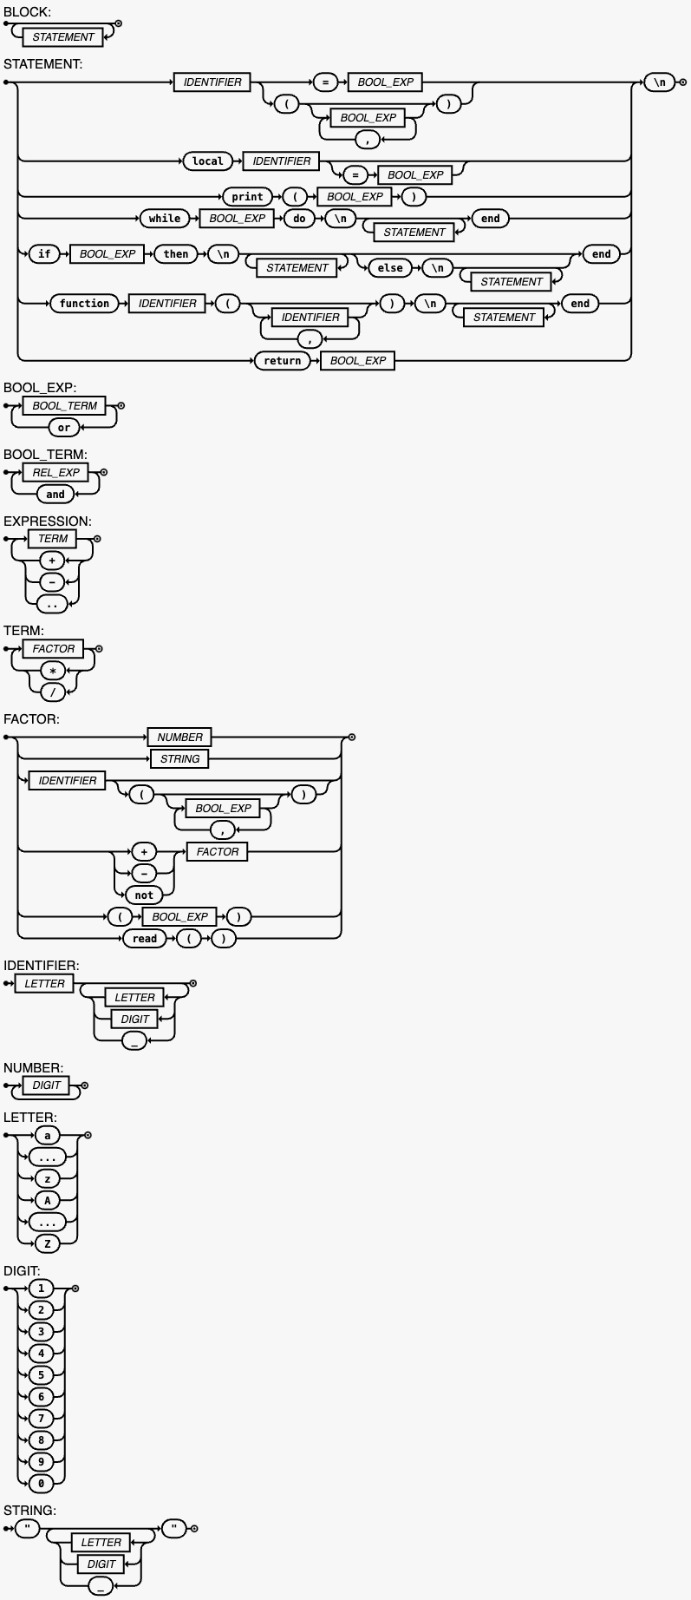 BLOCK:
STATEMENT
STATEMENT:
IDENTIFIER = BOOL_EXP \n
( BOOL_EXP )
,
local IDENTIFIER
= BOOL_EXP
print ( BOOL_EXP )
while BOOL_EXP do \n end
STATEMENT
if BOOL_EXP then \n end
STATEMENT else \n
STATEMENT
function IDENTIFIER ( ) \n end
IDENTIFIER STATEMENT
,
return BOOL_EXP
BOOL_EXP:
BOOL_TERM
or
BOOL_TERM:
REL_EXP
and
EXPRESSION:
TERM
+
-
..
TERM:
FACTOR
*
/
FACTOR:
NUMBER
STRING
IDENTIFIER
( )
BOOL_EXP
,
+ FACTOR
-
not
( BOOL_EXP )
read ( )
IDENTIFIER:
LETTER
LETTER
DIGIT
_
NUMBER:
DIGIT
LETTER:
a
...
z
A
...
Z
DIGIT:
1
2
3
4
5
6
7
8
9
0
STRING:
" "
LETTER
DIGIT
_